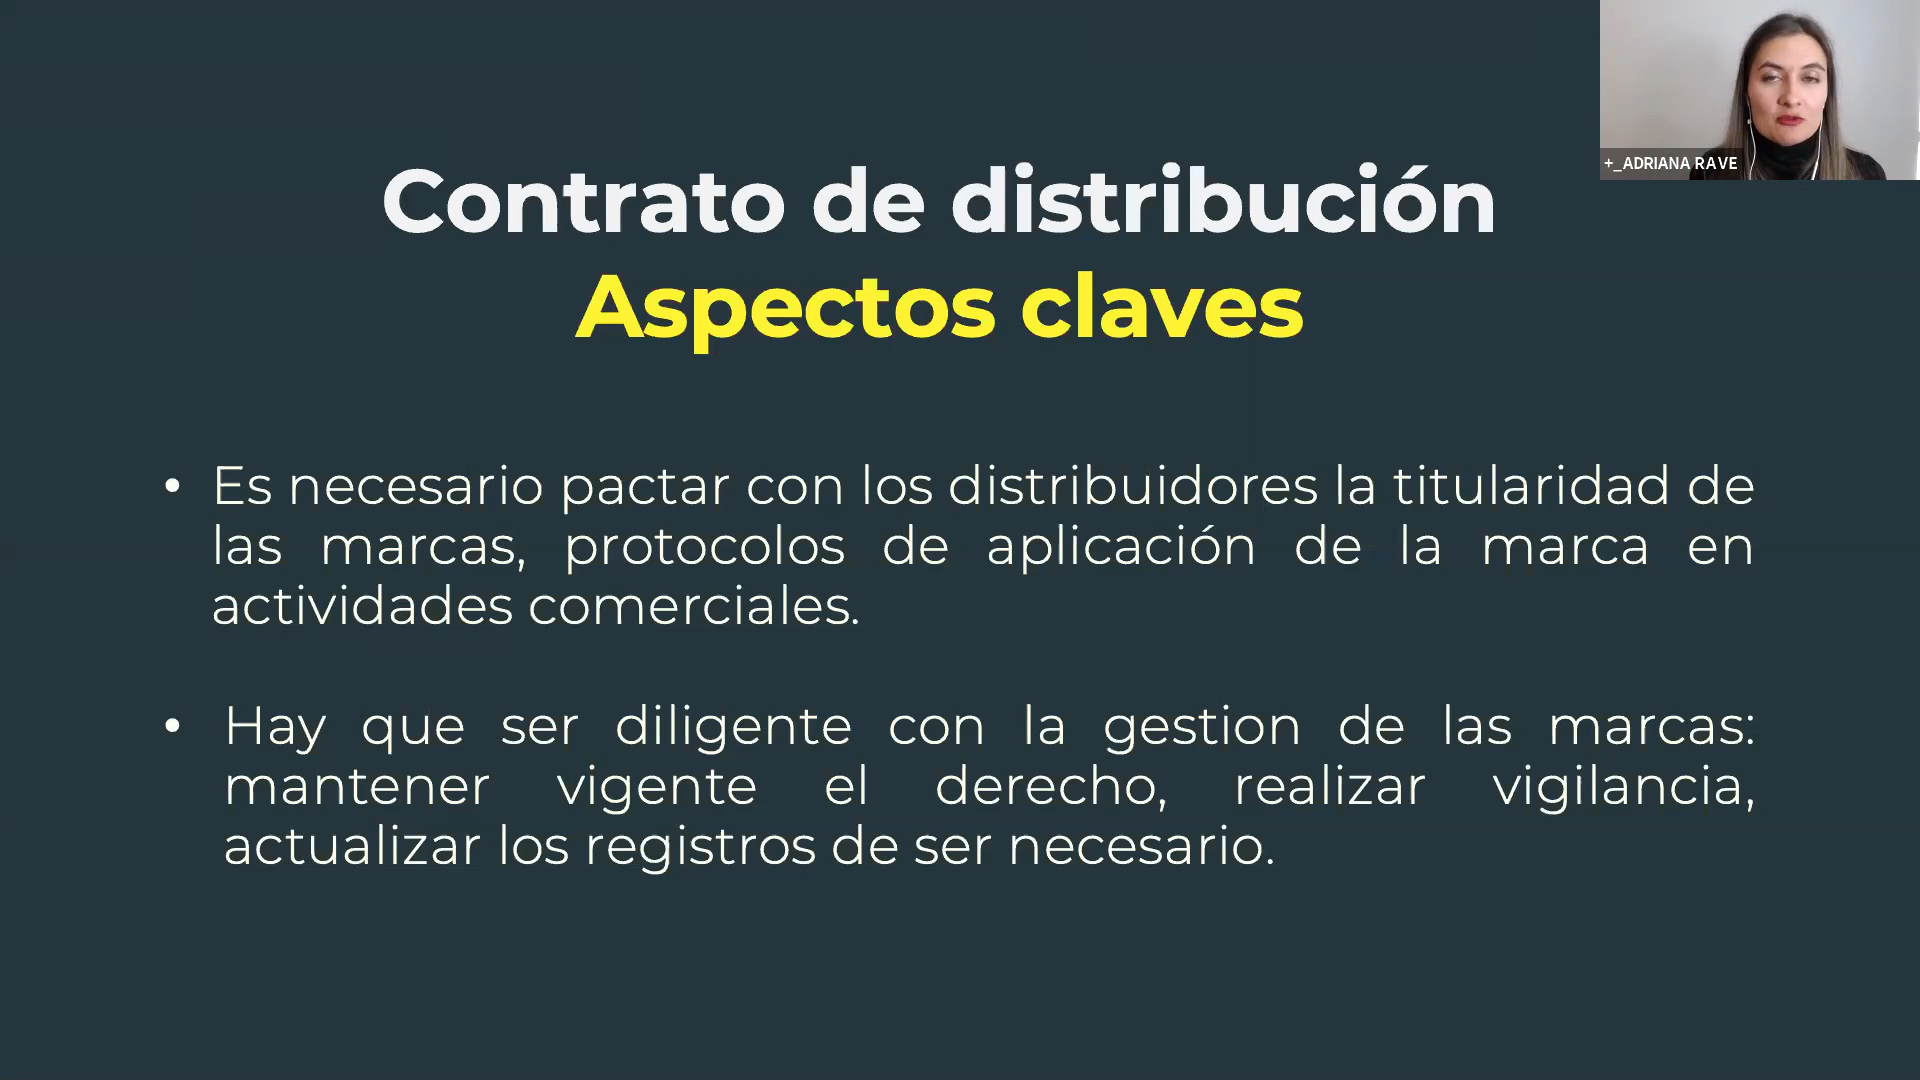 +_ADRIANA RAVE
Contrato de distribución
Aspectos claves
• Es necesario pactar con los distribuidores la titularidad de
las marcas, protocolos de aplicación de la marca en
actividades comerciales.
• Hay que ser diligente con la gestion de las marcas:
mantener vigente el derecho, realizar vigilancia,
actualizar los registros de ser necesario.